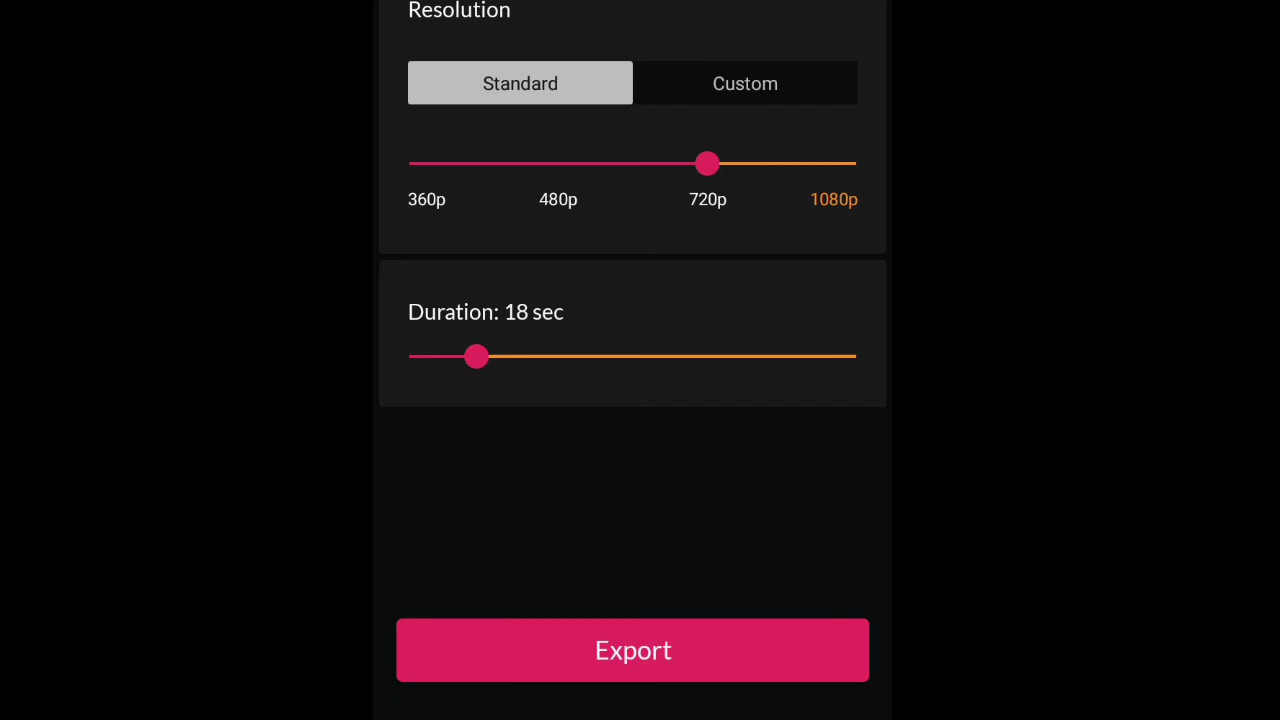 Resolution
Standard Custom
360p 480p 720p 1080p
Duration: 18 sec
Export